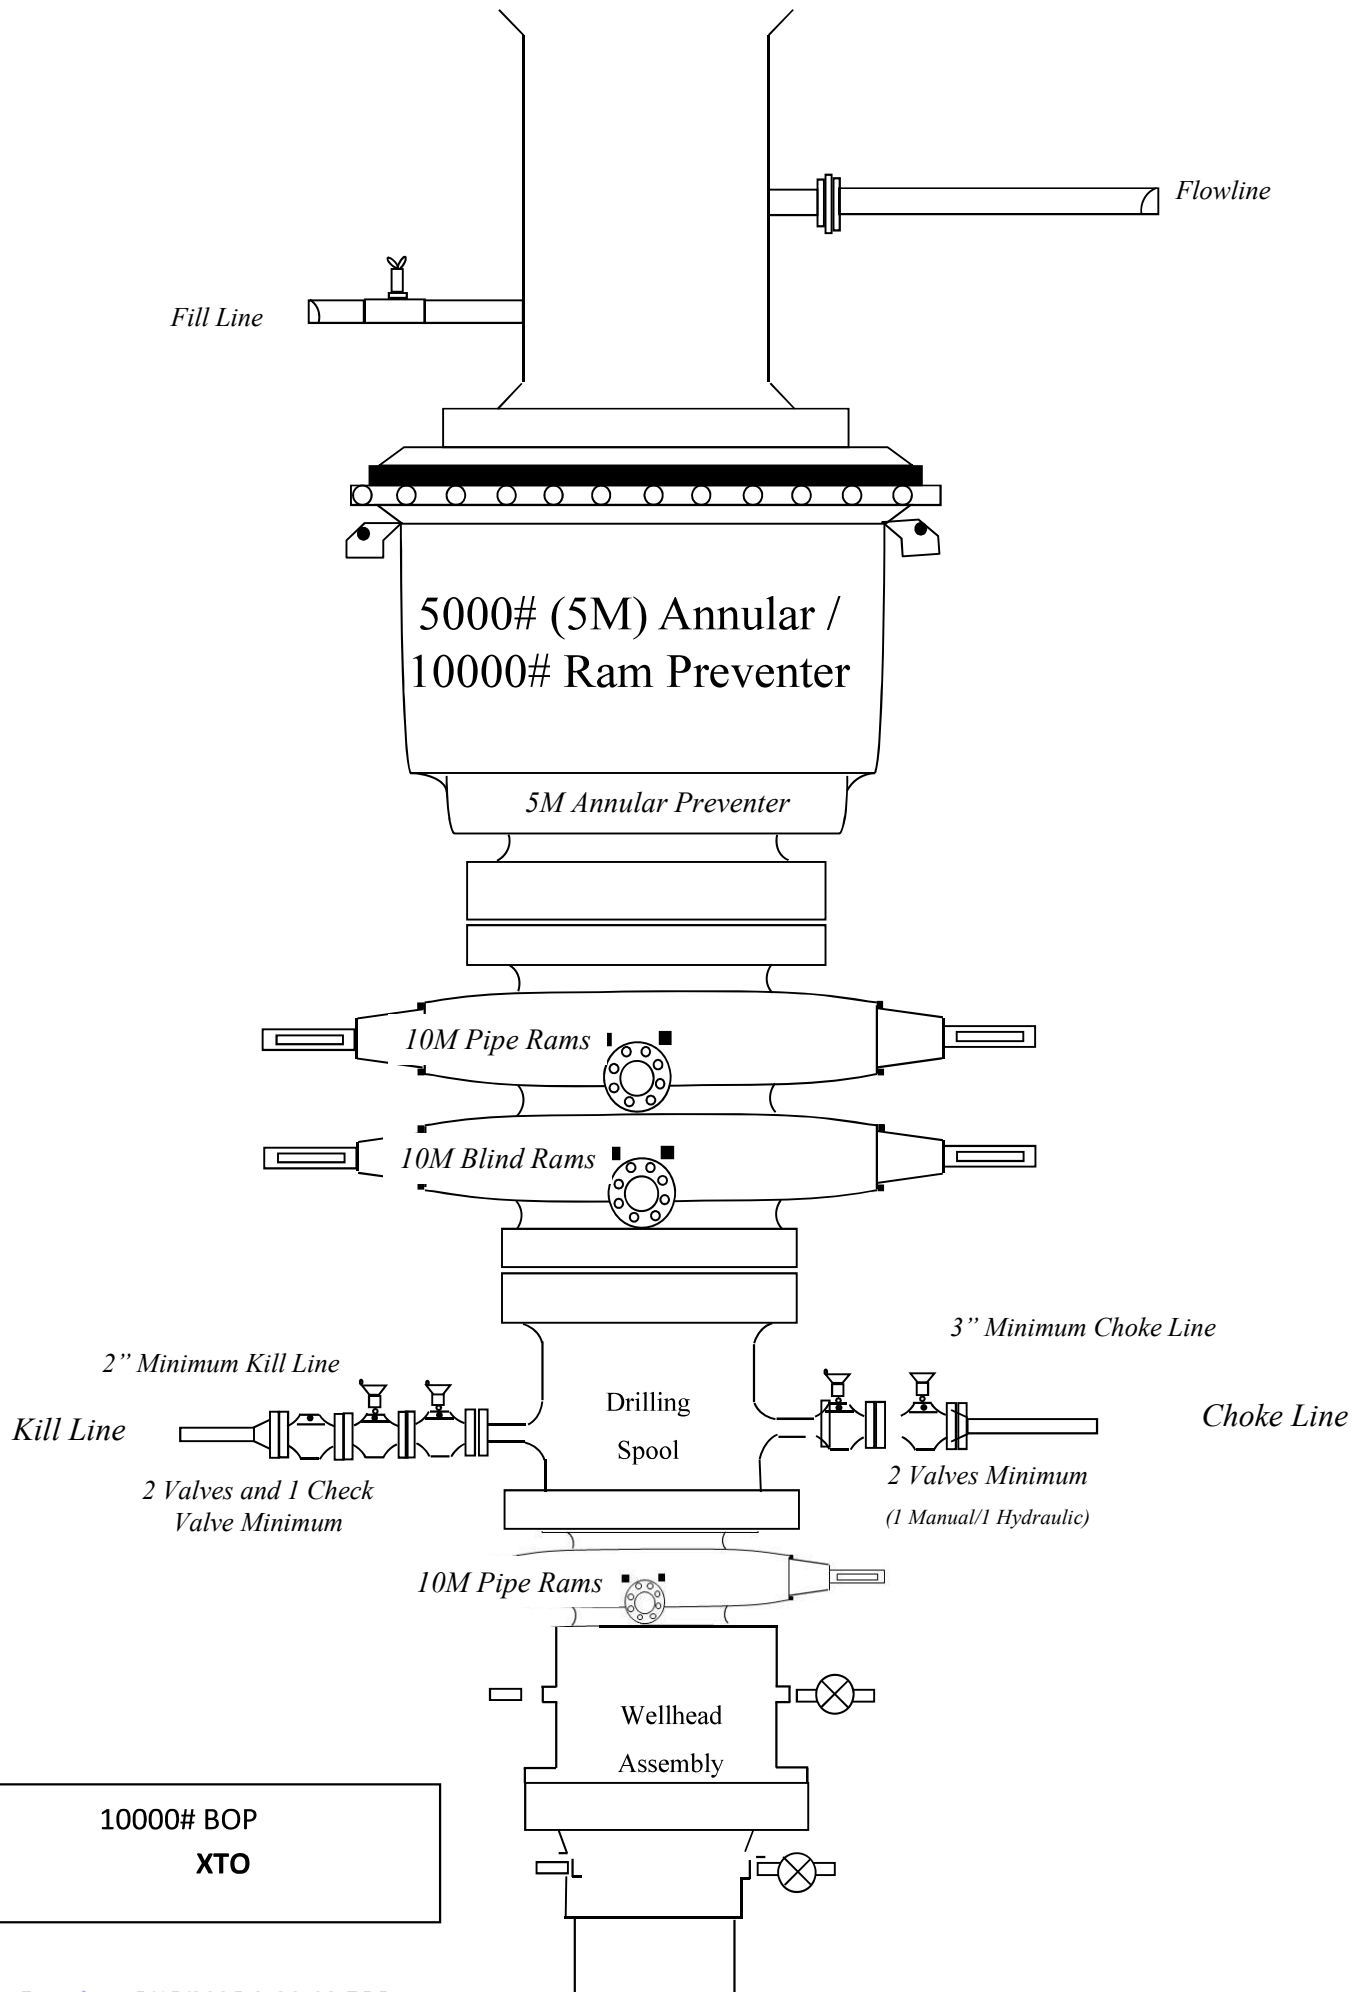 Flowline
Fill Line
5000# (5M) Annular /
10000# Ram Preventer
5M Annular Preventer
10M Pipe Rams
10M Blind Rams
3” Minimum Choke Line
2” Minimum Kill Line
Drilling
Spool
Kill Line
Choke Line
2 Valves and 1 Check
Valve Minimum
2 Valves Minimum
(1 Manual/1 Hydraulic)
10M Pipe Rams
Wellhead
Assembly
10000# BOP
XTO